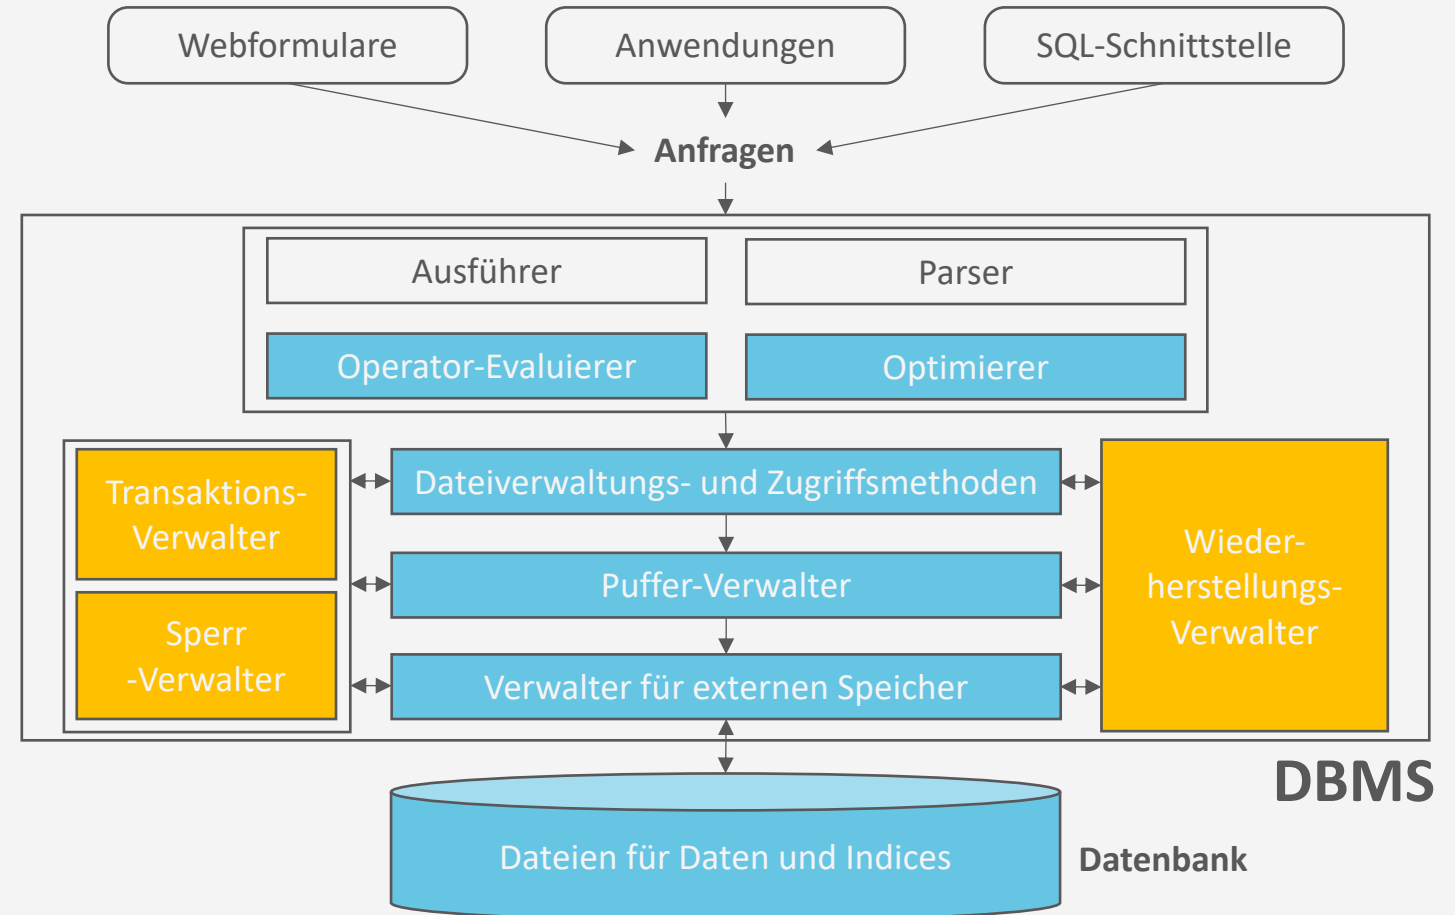 Webformulare
Anwendungen
SQL-Schnittstelle
Anfragen
Ausführer
Parser
Operator-Evaluierer
Optimierer
Transaktions-
Verwalter
Sperr
-Verwalter
Dateiverwaltungs- und Zugriffsmethoden
Puffer-Verwalter
Verwalter für externen Speicher
Wieder-
herstellungs-
Verwalter
DBMS
Dateien für Daten und Indices
Datenbank